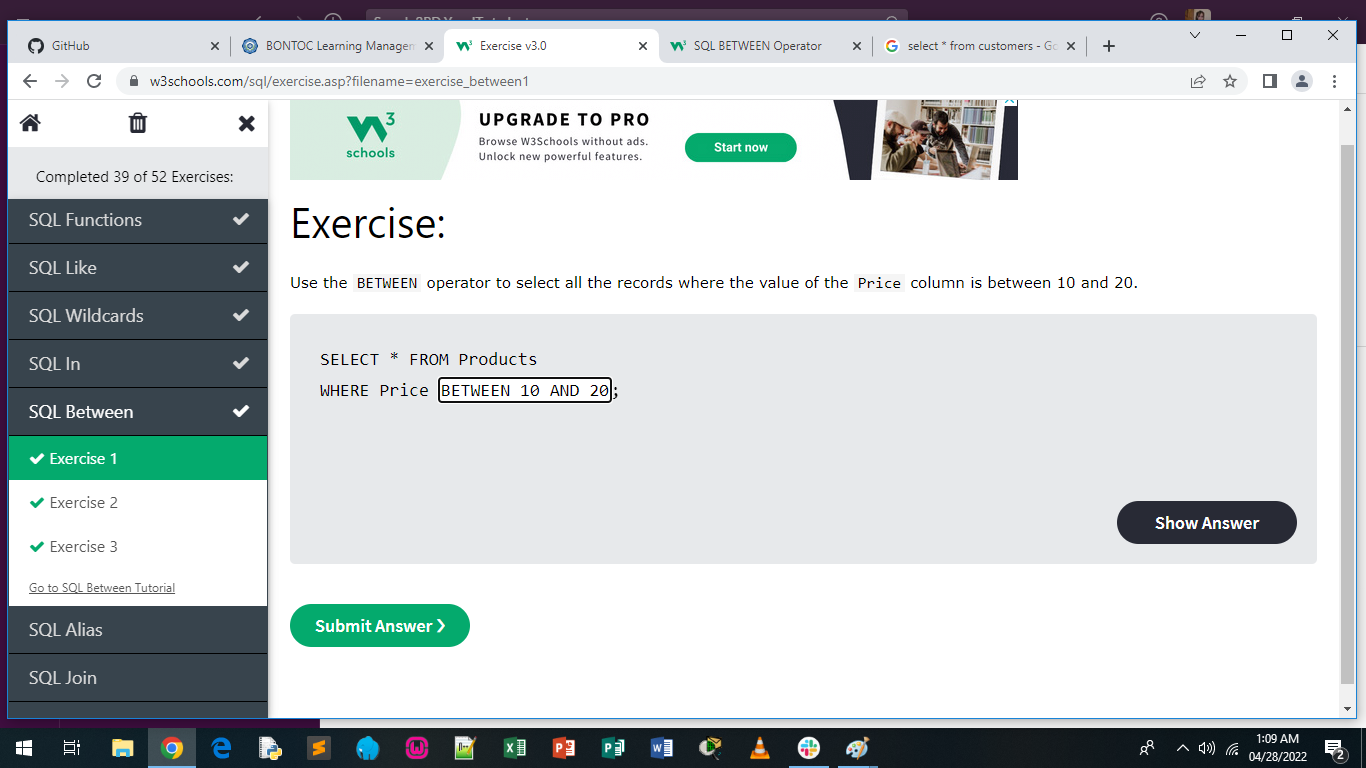 GitHub
BONTOC Learning Managem
Exercise v3.0
SQL BETWEEN Operator
select * from customers - Go
w3schools.com/sql/exercise.asp?filename=exercise_between1
Completed 39 of 52 Exercises:
SQL Functions
SQL Like
SQL Wildcards
SQL In
SQL Between
Exercise 1
Exercise 2
Exercise 3
Go to SQL Between Tutorial
SQL Alias
SQL Join
W3
schools
UPGRADE TO PRO
Browse W3Schools without ads.
Unlock new powerful features.
Start now
Exercise:
Use the BETWEEN operator to select all the records where the value of the Price column is between 10 and 20.
SELECT * FROM Products
WHERE Price BETWEEN 10 AND 20;
Show Answer
Submit Answer ❯
1:09 AM
04/28/2022
2